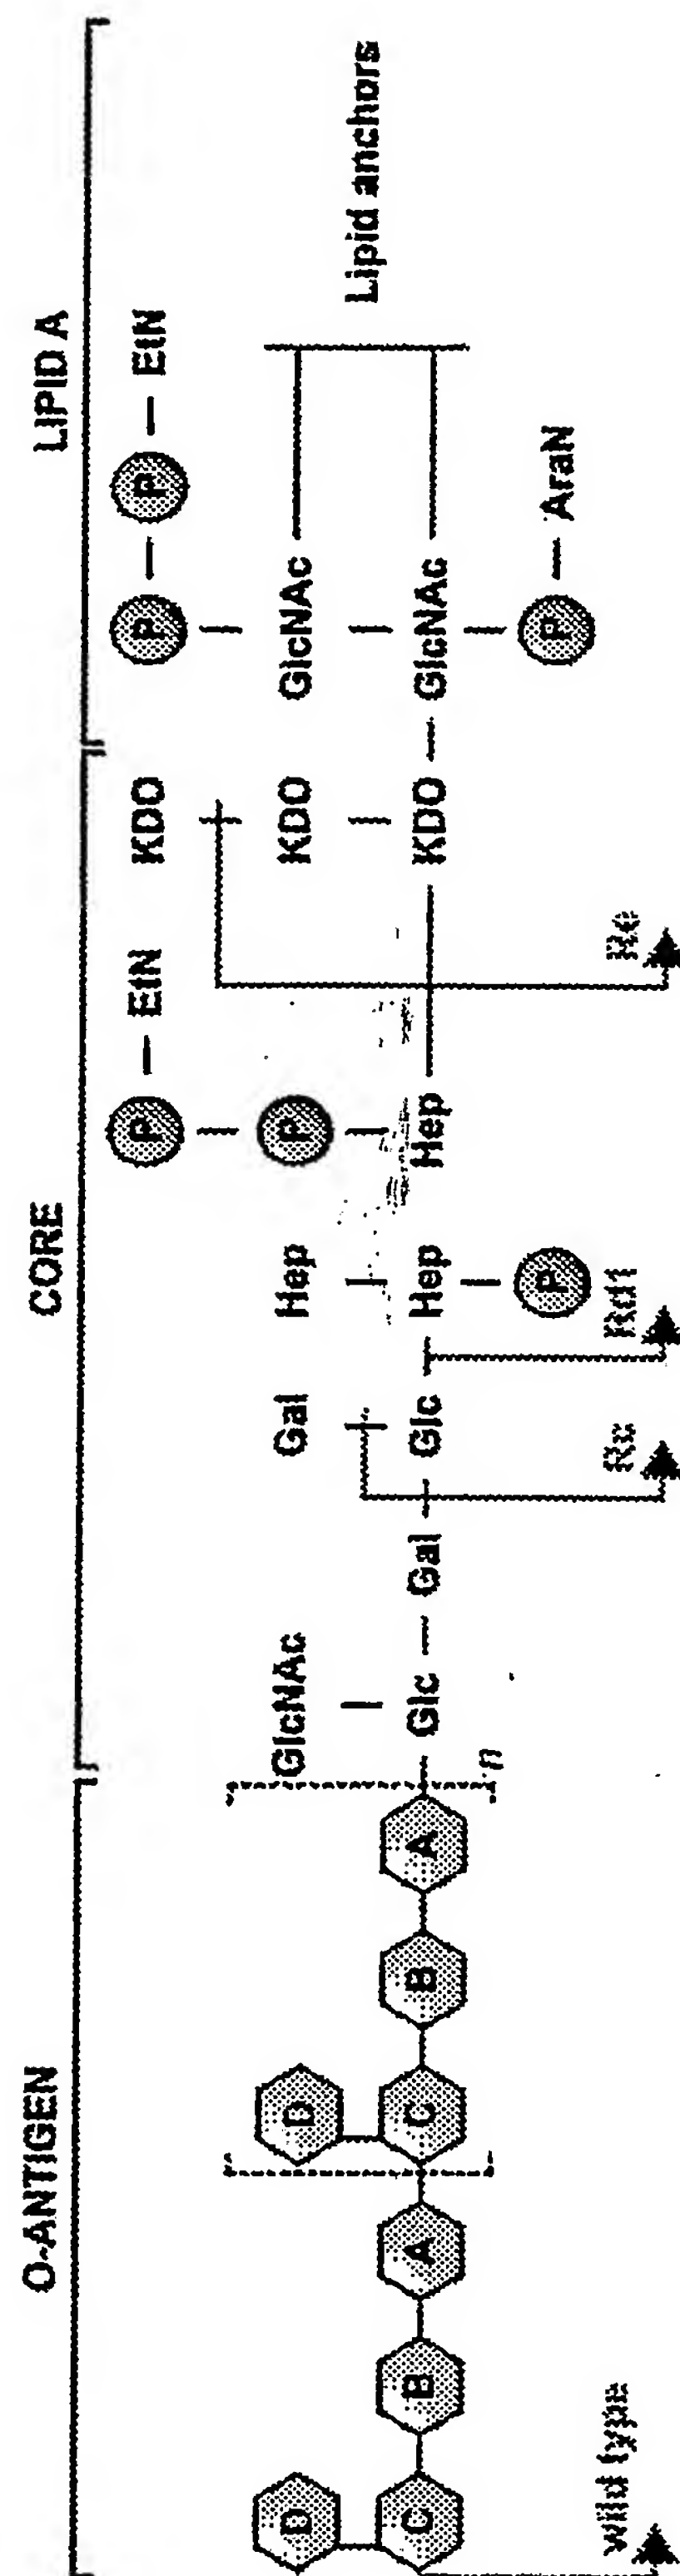 O-ANTIGEN CORE LIPID A
P — EtN KDO P — P — EtN
D D GlcNAc Gal Hep P KDO GlcNAc
Lipid anchors
C B A C B A Glc — Gal — Glc — Hep Hep KDO — GlcNAc
n
P P — AraN
wild type Rc Rd1 Re